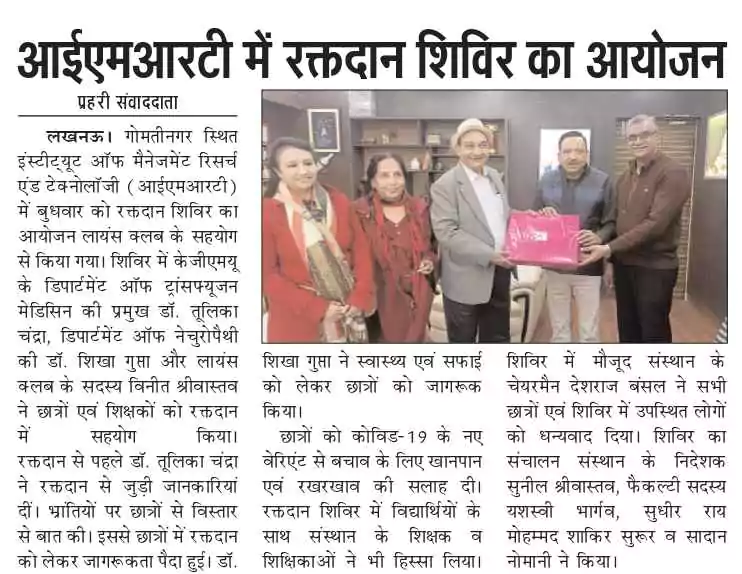 आईएमआरटी में रक्तदान शिविर का आयोजन
प्रहरी संवाददाता
लखनऊ। गोमतीनगर स्थित
इंस्टीट्यूट ऑफ मैनेजमेंट रिसर्च
एंड टेक्नोलॉजी (आईएमआरटी)
में बुधवार को रक्तदान शिविर का
आयोजन लायंस क्लब के सहयोग
से किया गया। शिविर में केजीएमयू
के डिपार्टमेंट ऑफ ट्रांसफ्यूजन
मेडिसिन की प्रमुख डॉ. तूलिका
चंद्रा, डिपार्टमेंट ऑफ नेचुरोपैथी
की डॉ. शिखा गुप्ता और लायंस
क्लब के सदस्य विनीत श्रीवास्तव
ने छात्रों एवं शिक्षकों को रक्तदान
में सहयोग किया।
रक्तदान से पहले डॉ. तूलिका चंद्रा
ने रक्तदान से जुड़ी जानकारियां
दीं। भ्रांतियों पर छात्रों से विस्तार
से बात की। इससे छात्रों में रक्तदान
को लेकर जागरूकता पैदा हुई। डॉ.
शिखा गुप्ता ने स्वास्थ्य एवं सफाई
को लेकर छात्रों को जागरूक
किया।
छात्रों को कोविड-19 के नए
वेरिएंट से बचाव के लिए खानपान
एवं रखरखाव की सलाह दी।
रक्तदान शिविर में विद्यार्थियों के
साथ संस्थान के शिक्षक व
शिक्षिकाओं ने भी हिस्सा लिया।
शिविर में मौजूद संस्थान के
चेयरमैन देशराज बंसल ने सभी
छात्रों एवं शिविर में उपस्थित लोगों
को धन्यवाद दिया। शिविर का
संचालन संस्थान के निदेशक
सुनील श्रीवास्तव, फैकल्टी सदस्य
यशस्वी भार्गव, सुधीर राय
मोहम्मद शाकिर सुरूर व सादान
नोमानी ने किया।